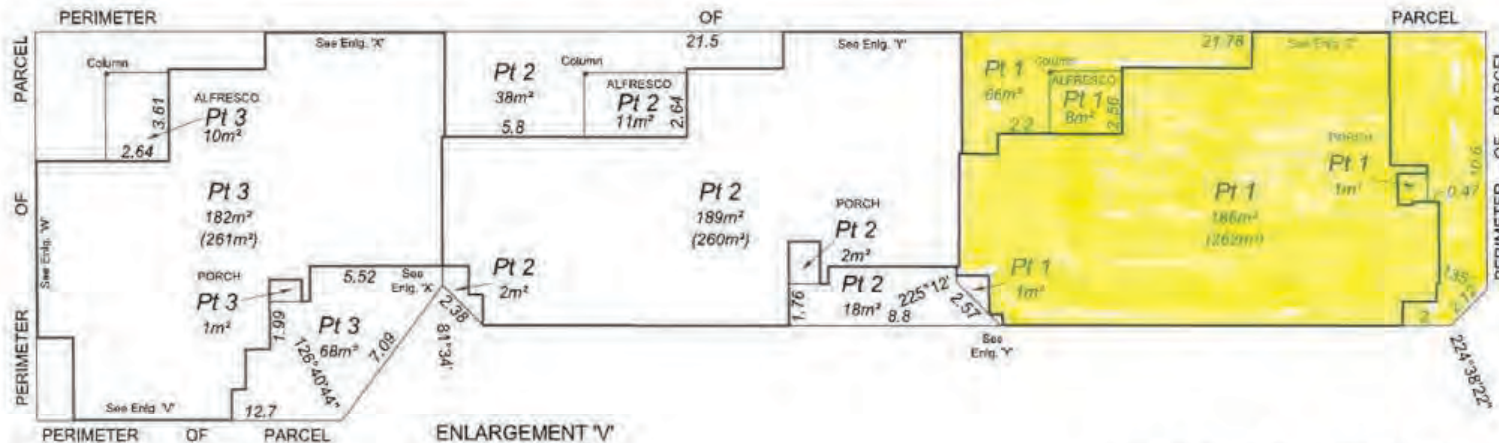 PERIMETER OF PARCEL
PARCEL
OF
PERIMETER
See Enlg. 'W'
Column
ALFRESCO
Pt 3
10m²
3.61
2.64
See Enlg. 'X'
Pt 3
182m²
(261m²)
PORCH
Pt 3
1m²
1.99
5.52
See
Enlg. 'X'
Pt 3
68m²
126°40'44"
7.09
See Enlg. 'V'
12.7
PERIMETER OF PARCEL
Pt 2
38m²
5.8
Column
ALFRESCO
Pt 2
11m²
2.64
21.5
See Enlg. 'Y'
Pt 2
189m²
(260m²)
Pt 2
2m²
2.38
81°34'
PORCH
Pt 2
2m²
1.76
Pt 2
18m²
225°12'
8.8
2.57
See
Enlg. 'Y'
Pt 1
66m²
2.2
Column
ALFRESCO
Pt 1
8m²
2.56
21.78
Pt 1
186m²
(262m²)
Pt 1
1m²
PORCH
Pt 1
1m²
0.47
10.6
135°
2
224°38'22"
PARCEL
OF
PERIMETER
ENLARGEMENT 'V'